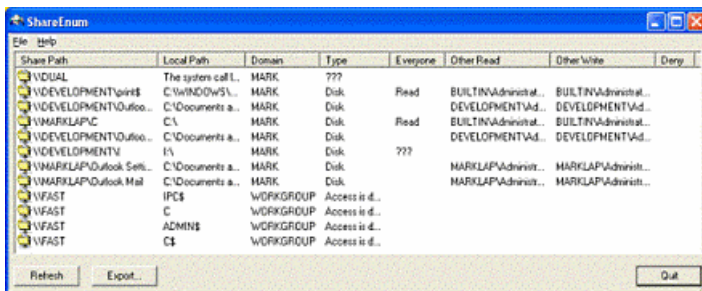 ShareEnum
File Help
Share Path Local Path Domain Type Everyone Other Read Other Write Deny
\\DUAL The system call l... MARK ???
\\DEVELOPMENT\print$ C:\WINDOWS\... MARK Disk Read BUILTIN\Administrat... BUILTIN\Administrat...
\\DEVELOPMENT\Outloo... C:\Documents a... MARK Disk DEVELOPMENT\Ad... DEVELOPMENT\Ad...
\\MARKLAP\C C:\ MARK Disk Read BUILTIN\Administrat... BUILTIN\Administrat...
\\DEVELOPMENT\Outloo... C:\Documents a... MARK Disk DEVELOPMENT\Ad... DEVELOPMENT\Ad...
\\DEVELOPMENT\I I:\ MARK Disk ???
\\MARKLAP\Outlook Setti... C:\Documents a... MARK Disk MARKLAP\Administr... MARKLAP\Administr...
\\MARKLAP\Outlook Mail C:\Documents a... MARK Disk MARKLAP\Administr... MARKLAP\Administr...
\\FAST IPC$ WORKGROUP Access is d...
\\FAST C WORKGROUP Access is d...
\\FAST ADMIN$ WORKGROUP Access is d...
\\FAST C$ WORKGROUP Access is d...
Refresh Export... Quit